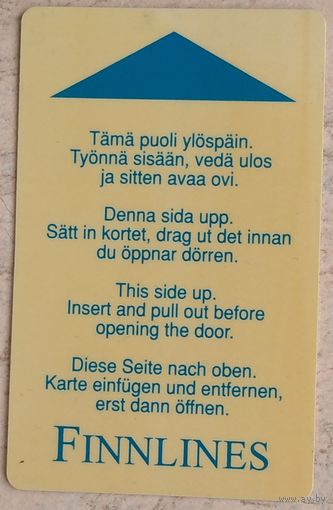 Tämä puoli ylöspäin.
Työnnä sisään, vedä ulos
ja sitten avaa ovi.
Denna sida upp.
Sätt in kortet, drag ut det innan
du öppnar dörren.
This side up.
Insert and pull out before
opening the door.
Diese Seite nach oben.
Karte einfügen und entfernen,
erst dann öffnen.
FINNLINES
www.ay.by